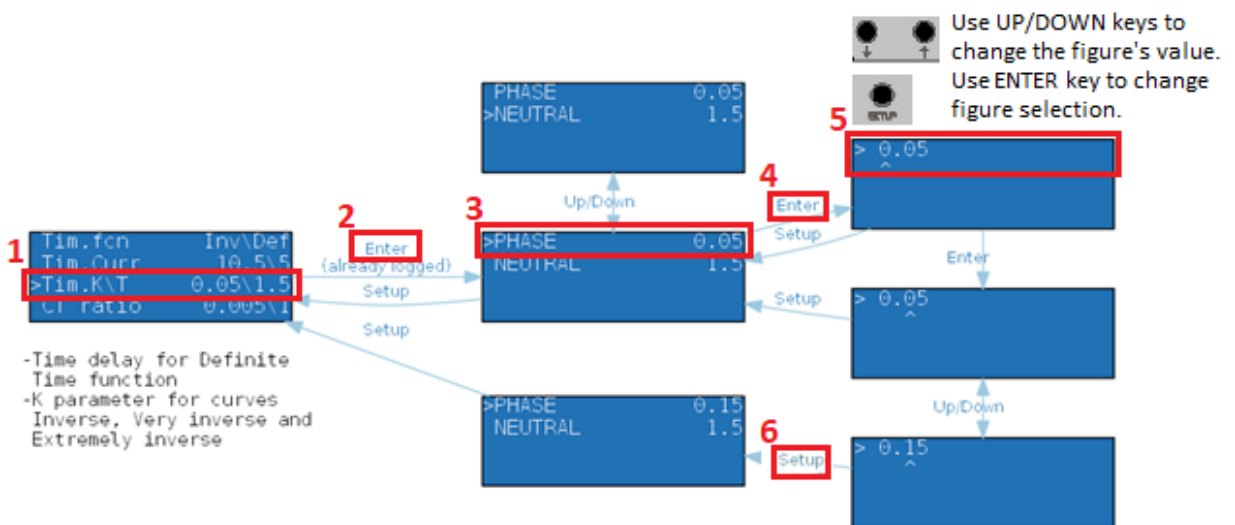 Use UP/DOWN keys to
change the figure's value.
Use ENTER key to change
figure selection.
↓ ↑
SETUP
PHASE 0.05
>NEUTRAL 1.5
Up/Down
5
> 0.05
^
4
Enter
Setup
3
>PHASE 0.05
NEUTRAL 1.5
2
Enter
(already logged)
Setup
Setup
1
Tim.fcn Inv\Def
Tim.Curr 10.5\5
>Tim.K\T 0.05\1.5
CT ratio 0.005\1
-Time delay for Definite
Time function
-K parameter for curves
Inverse, Very inverse and
Extremely inverse
Enter
Setup
> 0.05
^
Up/Down
>PHASE 0.15
NEUTRAL 1.5
6
Setup
> 0.15
^